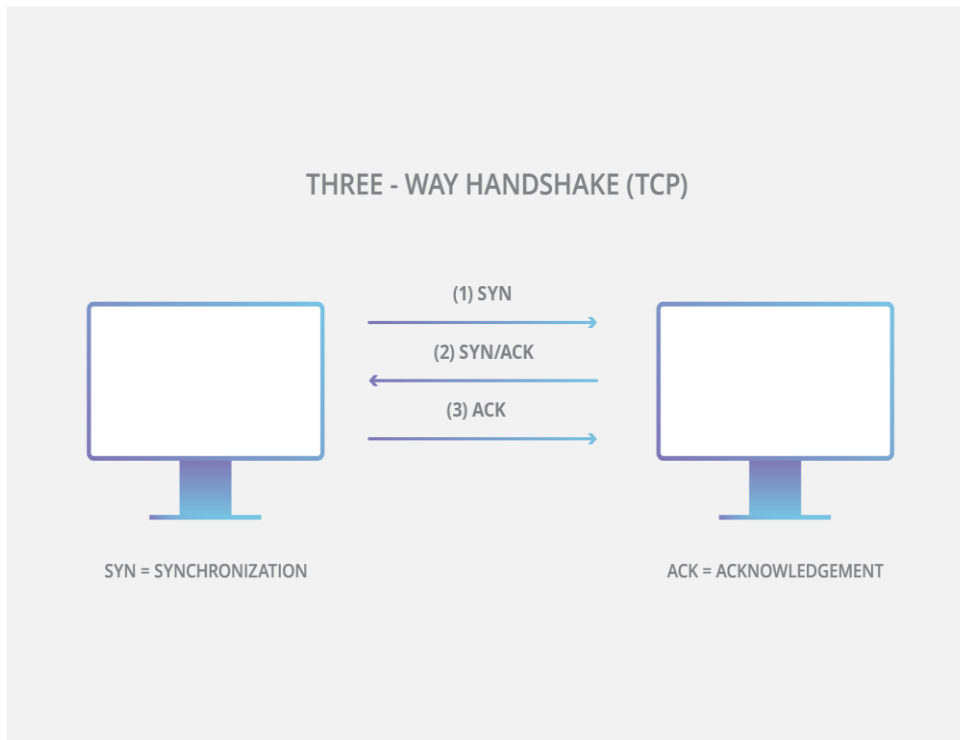 THREE - WAY HANDSHAKE (TCP)
(1) SYN
(2) SYN/ACK
(3) ACK
SYN = SYNCHRONIZATION
ACK = ACKNOWLEDGEMENT